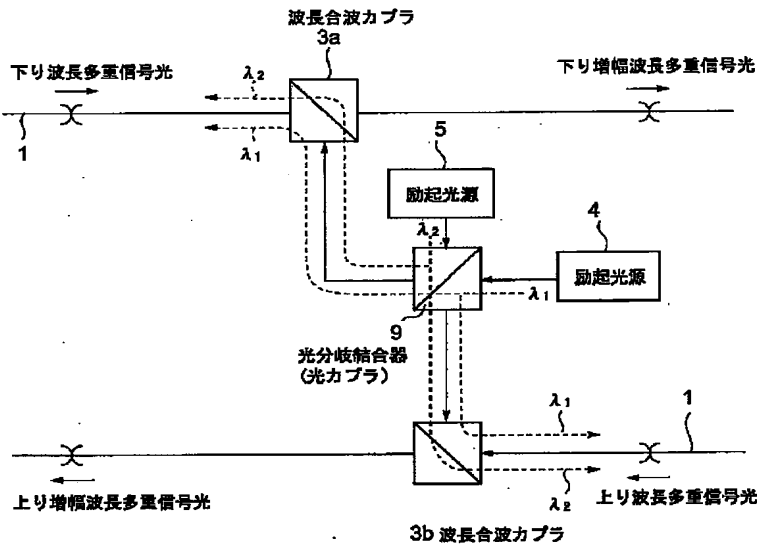 波長合波カプラ
3a
下り波長多重信号光
λ2
下り増幅波長多重信号光
1
λ1
5
励起光源
λ2
4
励起光源
λ1
9
光分岐結合器
(光カプラ)
λ1
1
上り増幅波長多重信号光
λ2
上り波長多重信号光
3b 波長合波カプラ